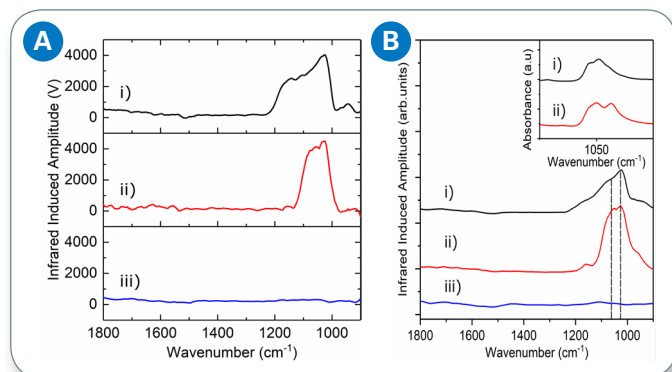 A
Infrared Induced Amplitude (V)
4000
2000
0
i)
4000
2000
0
ii)
4000
2000
0
iii)
1800 1600 1400 1200 1000
Wavenumber (cm-1)
B
Infrared Induced Amplitude (arb.units)
Absorbance (a.u)
i)
ii)
1050
Wavenumber (cm-1)
i)
ii)
iii)
1800 1600 1400 1200 1000
Wavenumber (cm-1)